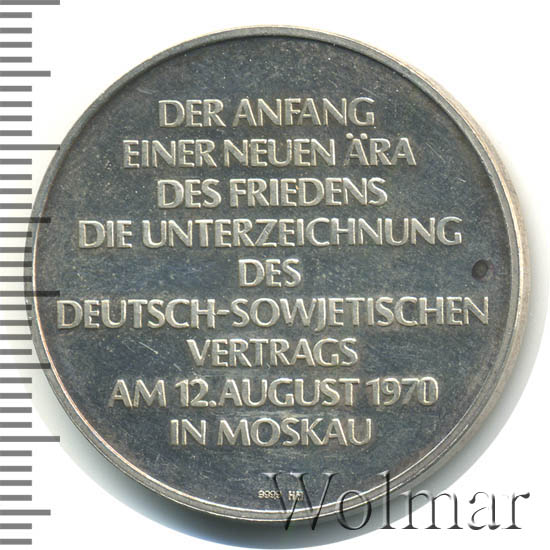 DER ANFANG
EINER NEUEN ÄRA
DES FRIEDENS
DIE UNTERZEICHNUNG
DES
DEUTSCH-SOWJETISCHEN
VERTRAGS
AM 12. AUGUST 1970
IN MOSKAU
Wolmar